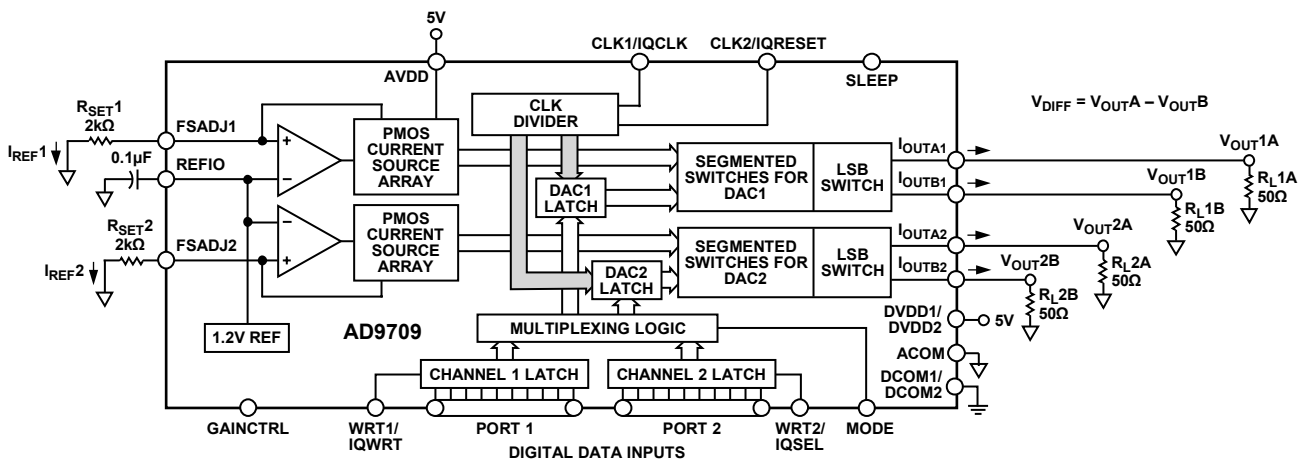 5V
CLK1/IQCLK
CLK2/IQRESET
AVDD
SLEEP
R_SET1
2kΩ
FSADJ1
I_REF1
0.1µF
REFIO
R_SET2
2kΩ
FSADJ2
I_REF2
+
−
−
+
PMOS
CURRENT
SOURCE
ARRAY
PMOS
CURRENT
SOURCE
ARRAY
1.2V REF
AD9709
CLK
DIVIDER
DAC1
LATCH
DAC2
LATCH
SEGMENTED
SWITCHES FOR
DAC1
LSB
SWITCH
SEGMENTED
SWITCHES FOR
DAC2
LSB
SWITCH
MULTIPLEXING LOGIC
CHANNEL 1 LATCH
CHANNEL 2 LATCH
V_DIFF = V_OUTA – V_OUTB
I_OUTA1
V_OUT1A
I_OUTB1
V_OUT1B
R_L1A
50Ω
R_L1B
50Ω
I_OUTA2
V_OUT2A
I_OUTB2
V_OUT2B
R_L2A
50Ω
R_L2B
50Ω
DVDD1/
DVDD2
5V
ACOM
DCOM1/
DCOM2
GAINCTRL
WRT1/
IQWRT
PORT 1
PORT 2
WRT2/
IQSEL
MODE
DIGITAL DATA INPUTS